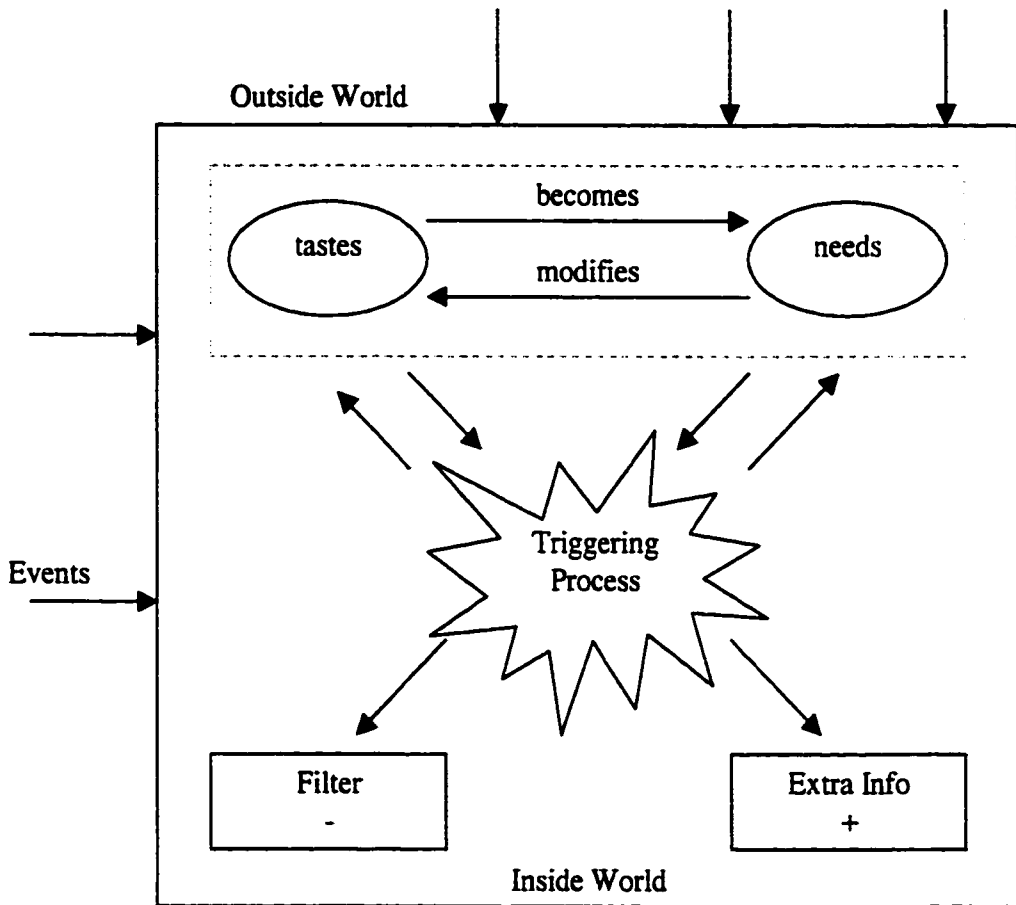 Outside World
becomes
tastes
needs
modifies
Triggering
Process
Events
Filter
-
Extra Info
+
Inside World